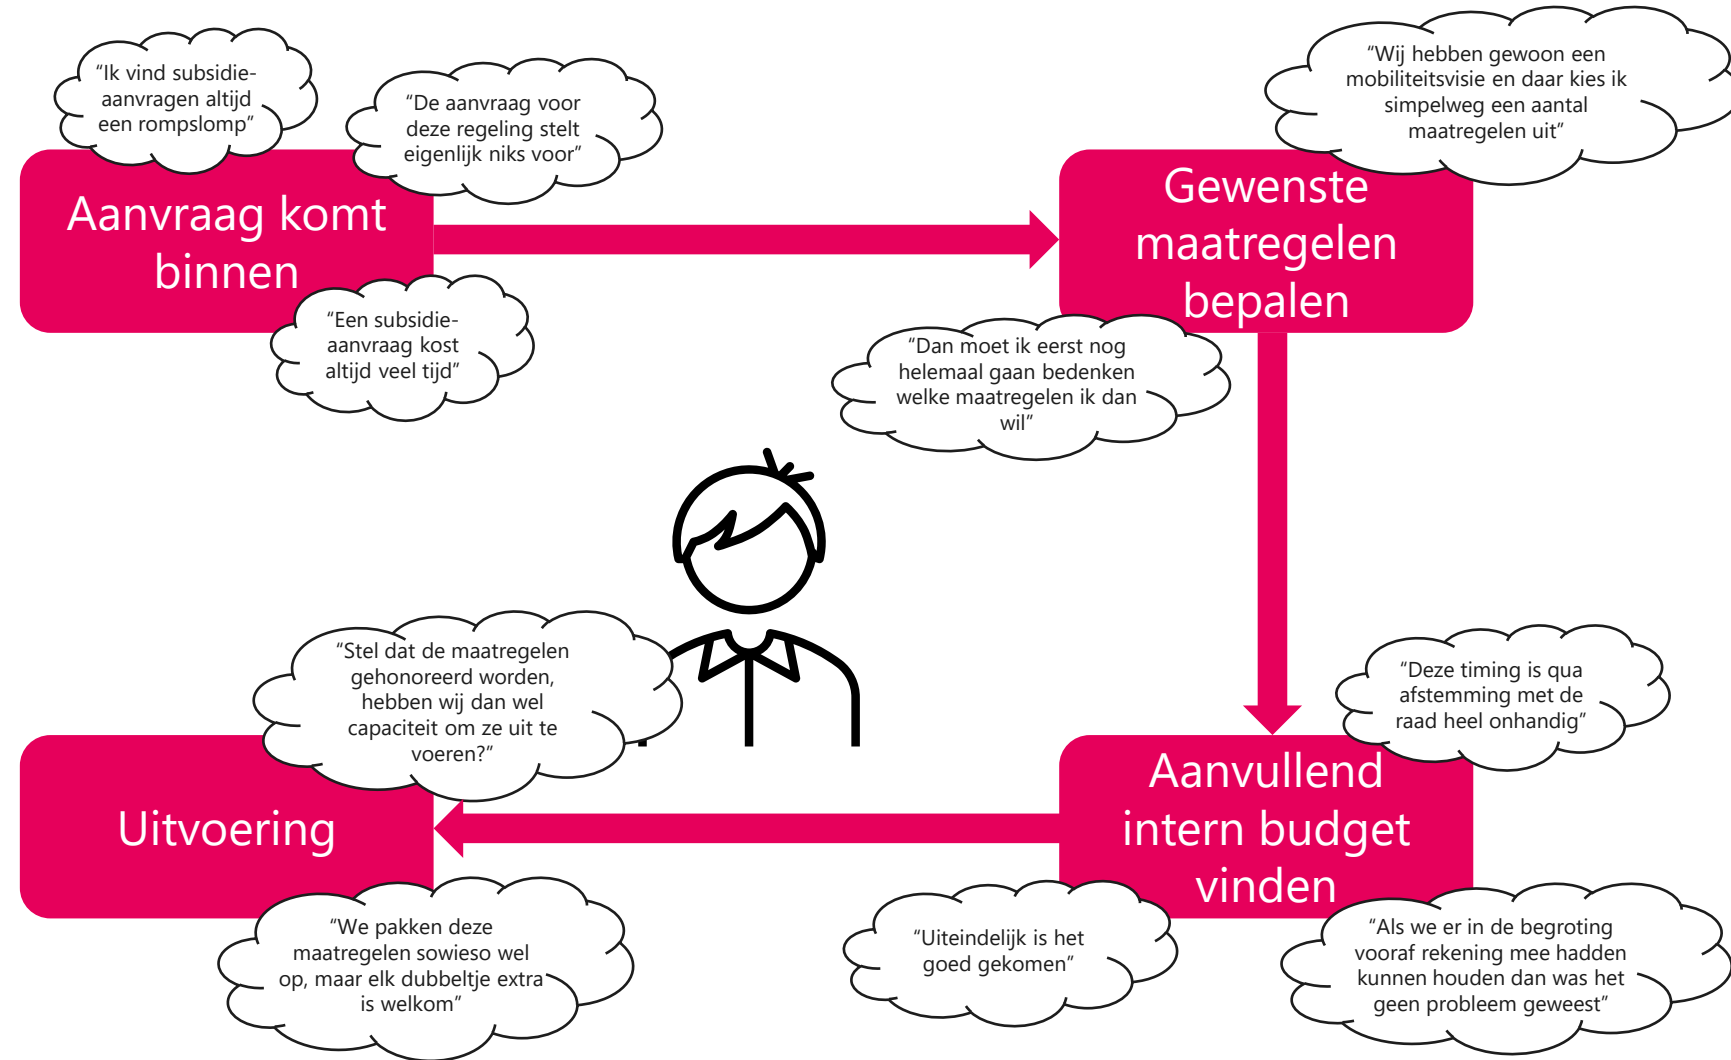 “Ik vind subsidie-
aanvragen altijd
een rompslomp”
“De aanvraag voor
deze regeling stelt
eigenlijk niks voor”
Aanvraag komt
binnen
“Een subsidie-
aanvraag kost
altijd veel tijd”
“Wij hebben gewoon een
mobiliteitsvisie en daar kies ik
simpelweg een aantal
maatregelen uit”
Gewenste
maatregelen
bepalen
“Dan moet ik eerst nog
helemaal gaan bedenken
welke maatregelen ik dan
wil”
“Deze timing is qua
afstemming met de
raad heel onhandig”
Aanvullend
intern budget
vinden
“Uiteindelijk is het
goed gekomen”
“Als we er in de begroting
vooraf rekening mee hadden
kunnen houden dan was het
geen probleem geweest”
“Stel dat de maatregelen
gehonoreerd worden,
hebben wij dan wel
capaciteit om ze uit te
voeren?”
Uitvoering
“We pakken deze
maatregelen sowieso wel
op, maar elk dubbeltje extra
is welkom”